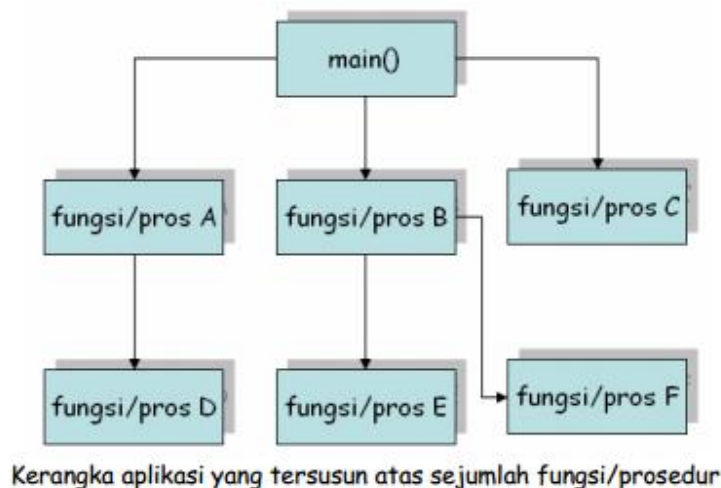 main()
fungsi/pros A
fungsi/pros B
fungsi/pros C
fungsi/pros D
fungsi/pros E
fungsi/pros F
Kerangka aplikasi yang tersusun atas sejumlah fungsi/prosedur